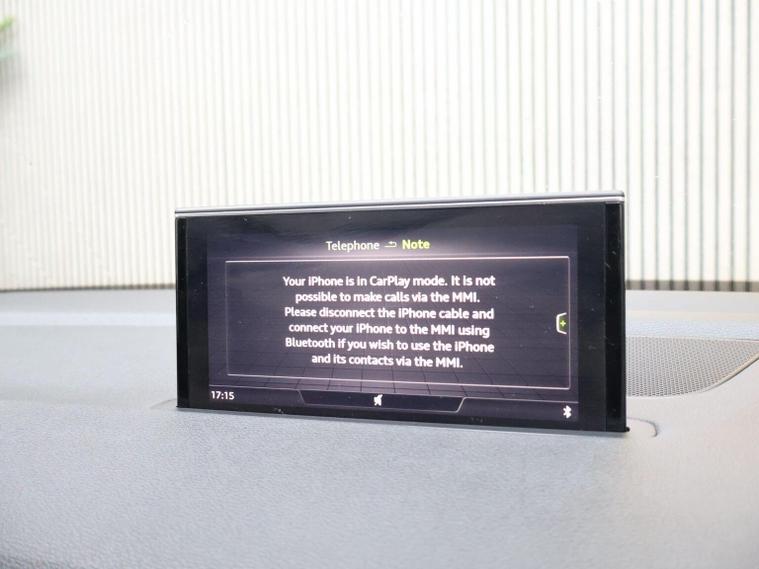 Telephone Note
Your iPhone is in CarPlay mode. It is not
possible to make calls via the MMI.
Please disconnect the iPhone cable and
connect your iPhone to the MMI using
Bluetooth if you wish to use the iPhone
and its contacts via the MMI.
17:15